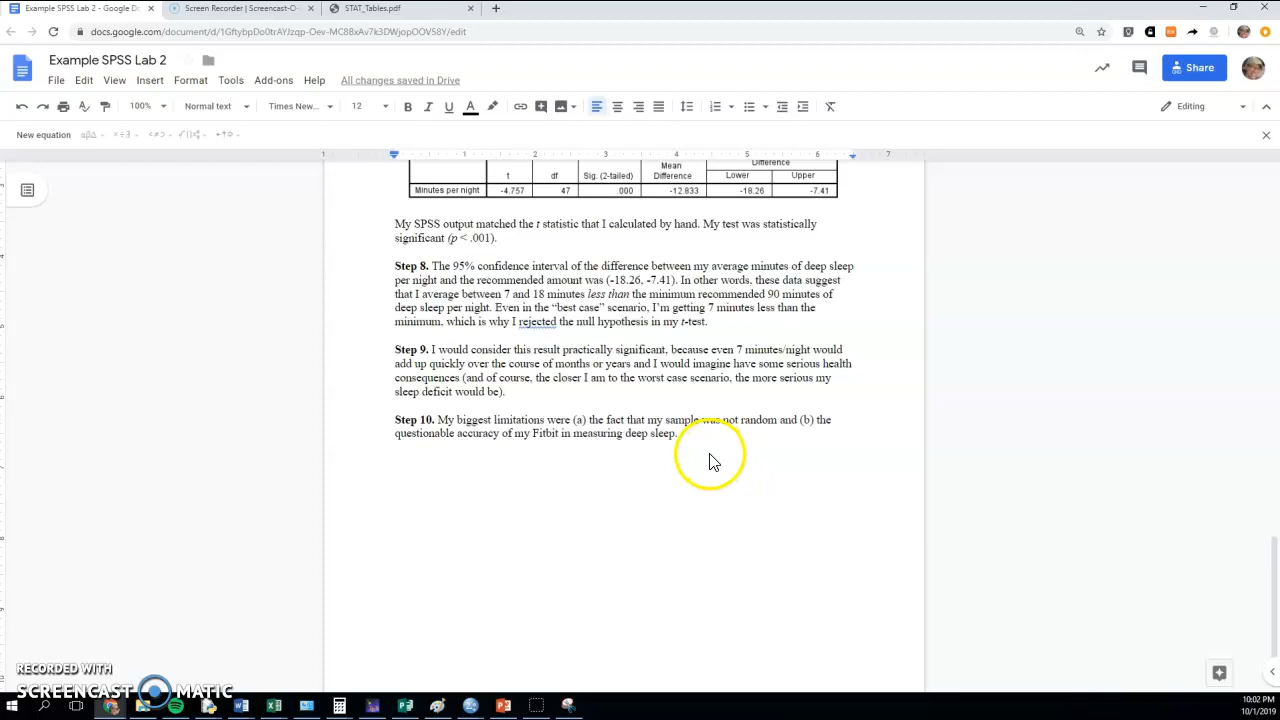 Example SPSS Lab 2 - Google Do
Screen Recorder | Screencast-O-
STAT_Tables.pdf
docs.google.com/document/d/1GftybpDo0trAYJzqp-Oev-MC8BxAv7k3DWjopOOV58Y/edit
Example SPSS Lab 2
File Edit View Insert Format Tools Add-ons Help All changes saved in Drive
Share
100% Normal text Times New... 12 B I U A Editing
New equation
1 1 2 3 4 5 6 7
Mean Difference
t df Sig. (2-tailed) Difference Lower Upper
Minutes per night -4.757 47 .000 -12.833 -18.26 -7.41
My SPSS output matched the t statistic that I calculated by hand. My test was statistically
significant (p < .001).
Step 8. The 95% confidence interval of the difference between my average minutes of deep sleep
per night and the recommended amount was (-18.26, -7.41). In other words, these data suggest
that I average between 7 and 18 minutes less than the minimum recommended 90 minutes of
deep sleep per night. Even in the “best case” scenario, I’m getting 7 minutes less than the
minimum, which is why I rejected the null hypothesis in my t-test.
Step 9. I would consider this result practically significant, because even 7 minutes/night would
add up quickly over the course of months or years and I would imagine have some serious health
consequences (and of course, the closer I am to the worst case scenario, the more serious my
sleep deficit would be).
Step 10. My biggest limitations were (a) the fact that my sample was not random and (b) the
questionable accuracy of my Fitbit in measuring deep sleep.
RECORDED WITH
SCREENCAST MATIC
10:02 PM
10/1/2019